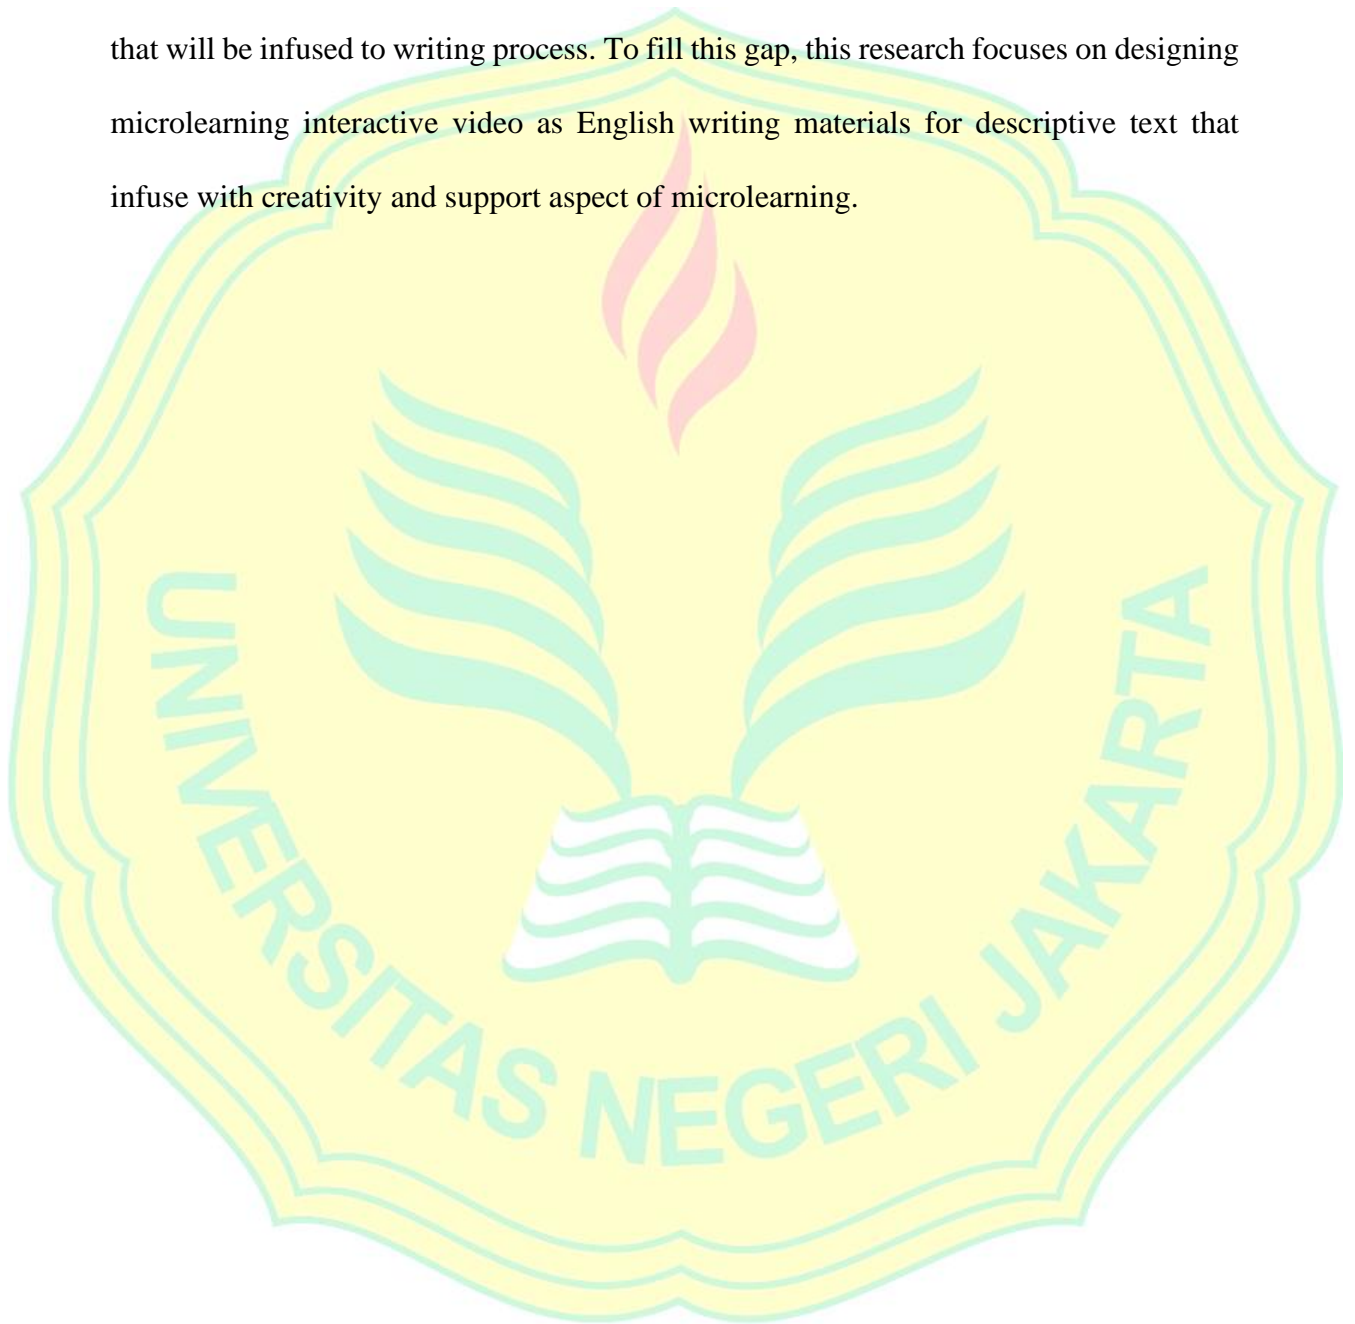 that will be infused to writing process. To fill this gap, this research focuses on designing
microlearning interactive video as English writing materials for descriptive text that
infuse with creativity and support aspect of microlearning.
UNIVERSITAS NEGERI JAKARTA